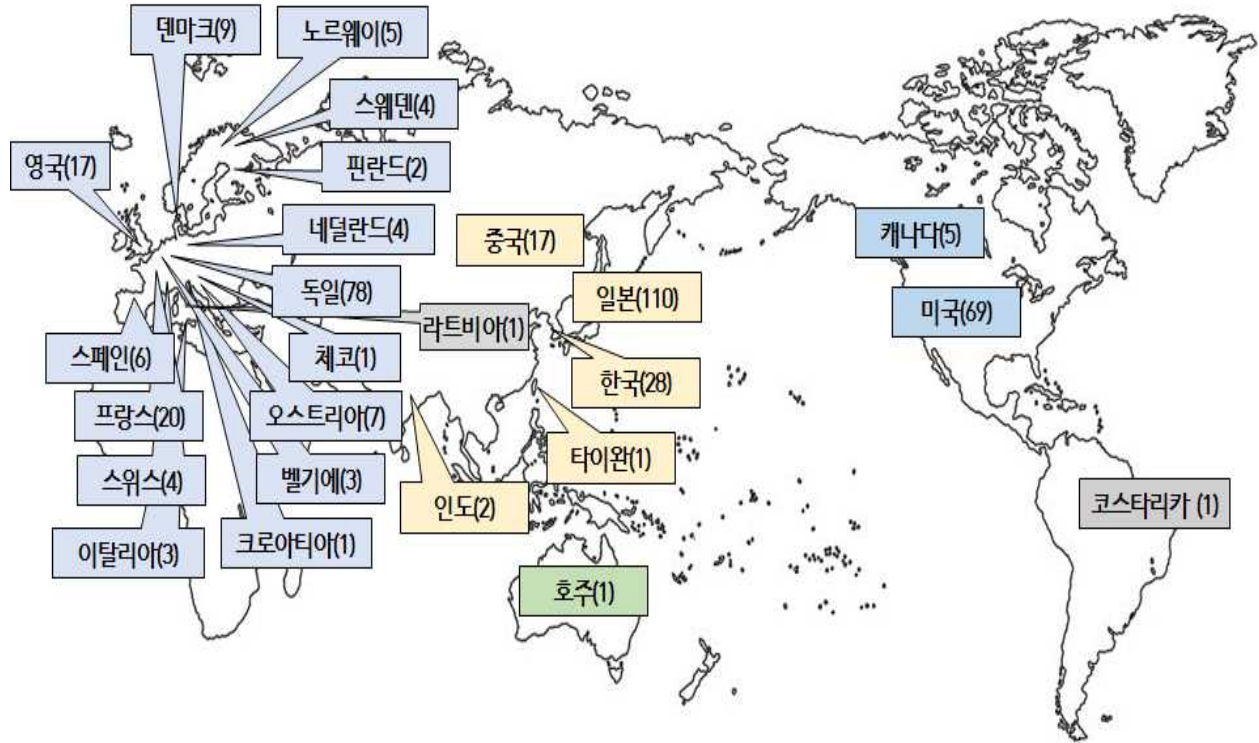 덴마크(9)
노르웨이(5)
스웨덴(4)
영국(17)
핀란드(2)
네덜란드(4)
중국(17)
캐나다(5)
독일(78)
일본(110)
라트비아(1)
미국(69)
스페인(6)
체코(1)
한국(28)
프랑스(20)
오스트리아(7)
타이완(1)
스위스(4)
벨기에(3)
인도(2)
코스타리카 (1)
이탈리아(3)
크로아티아(1)
호주(1)